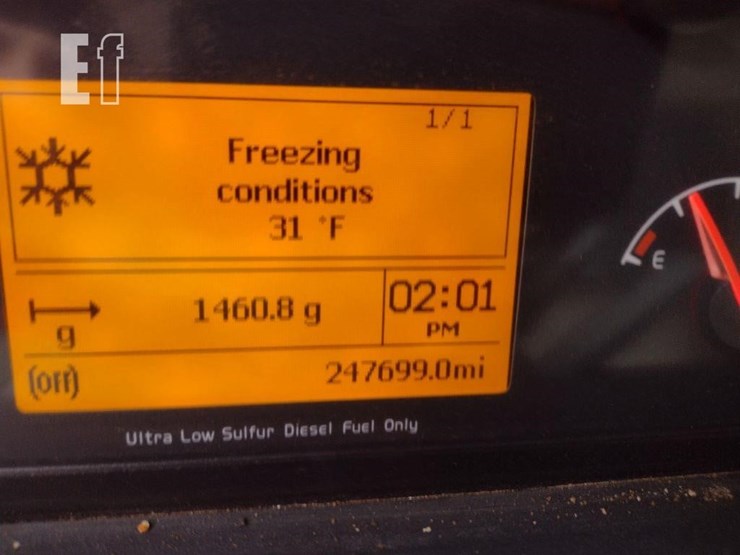 Ef
1/1
Freezing
conditions
31 °F
1460.8 g
02:01
PM
g
(OFF)
247699.0mi
E
Ultra Low Sulfur Diesel Fuel Only